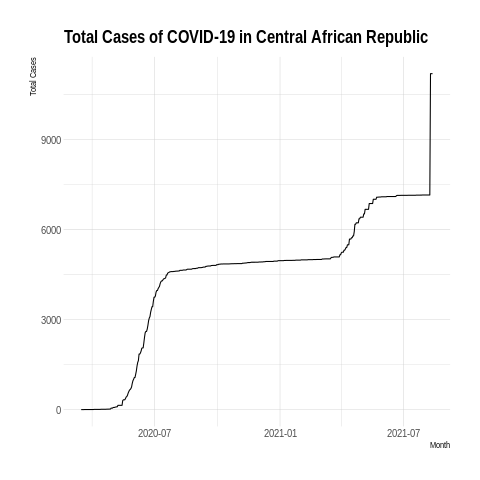 Total Cases of COVID-19 in Central African Republic
Total Cases
9000
6000
3000
0
2020-07 2021-01 2021-07
Month